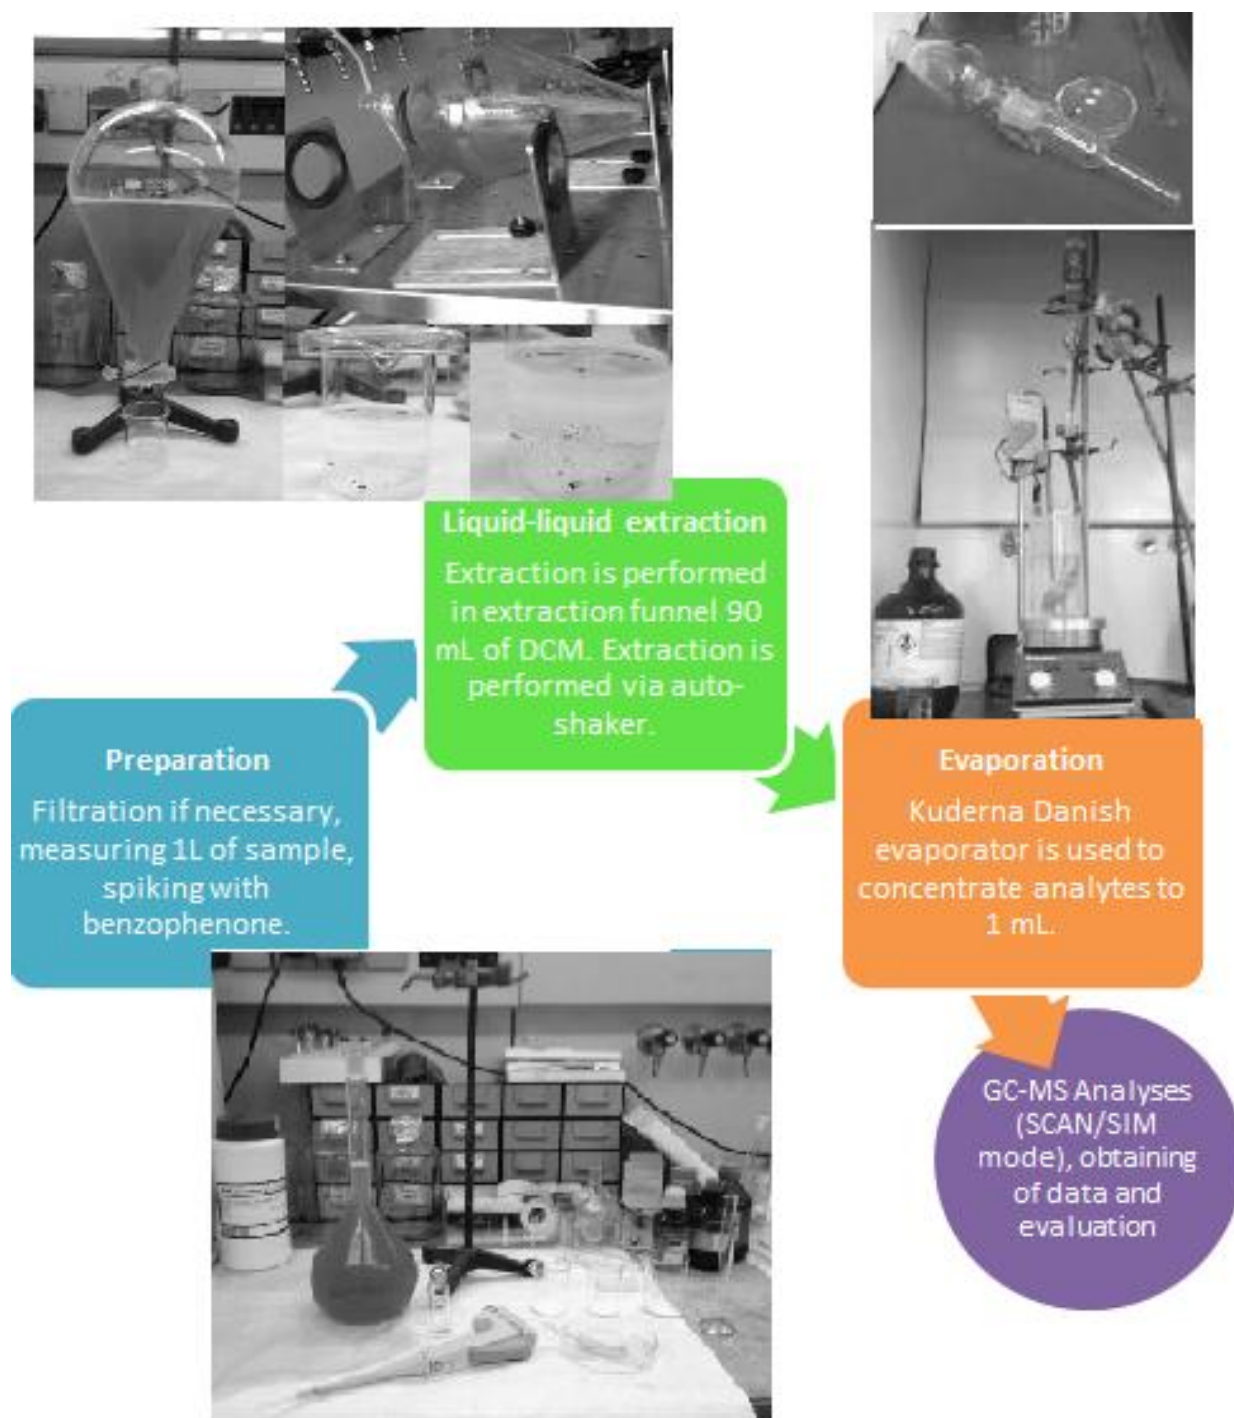 Liquid-liquid extraction
Extraction is performed
in extraction funnel 90
mL of DCM. Extraction is
performed via auto-
shaker.
Preparation
Filtration if necessary,
measuring 1L of sample,
spiking with
benzophenone.
Evaporation
Kuderna Danish
evaporator is used to
concentrate analytes to
1 mL.
GC-MS Analyses
(SCAN/SIM
mode), obtaining
of data and
evaluation